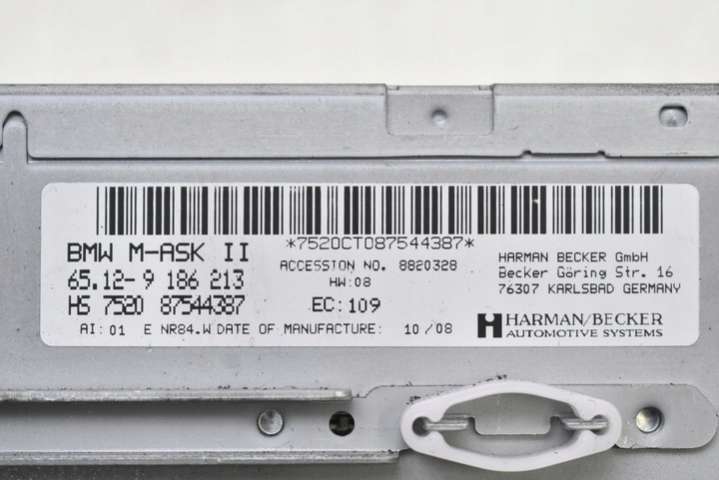 *7520CT087544387*
BMW M-ASK II
65.12-9 186 213
HS 7520 87544387
ACCESSION NO. 8820328
HW:08
EC:109
AI:01 E NR84.W DATE OF MANUFACTURE: 10/08
HARMAN BECKER GmbH
Becker Göring Str. 16
76307 KARLSBAD GERMANY
HARMAN/BECKER
AUTOMOTIVE SYSTEMS